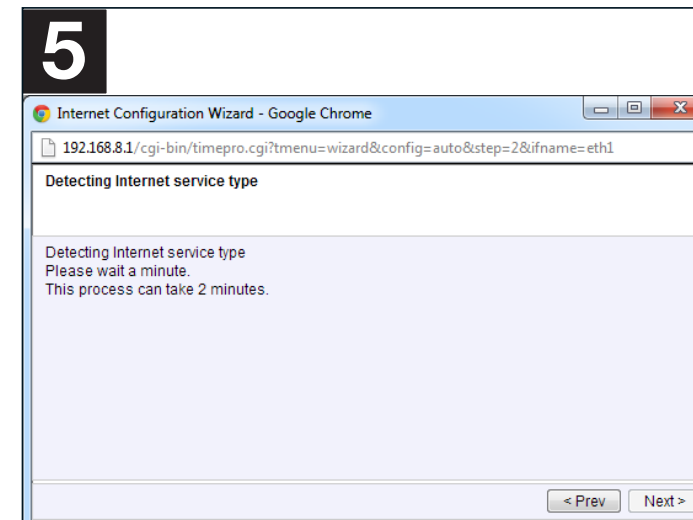 5
Internet Configuration Wizard - Google Chrome
192.168.8.1/cgi-bin/timepro.cgi?tmenu=wizard&config=auto&step=2&ifname=eth1
Detecting Internet service type
Detecting Internet service type
Please wait a minute.
This process can take 2 minutes.
< Prev Next >